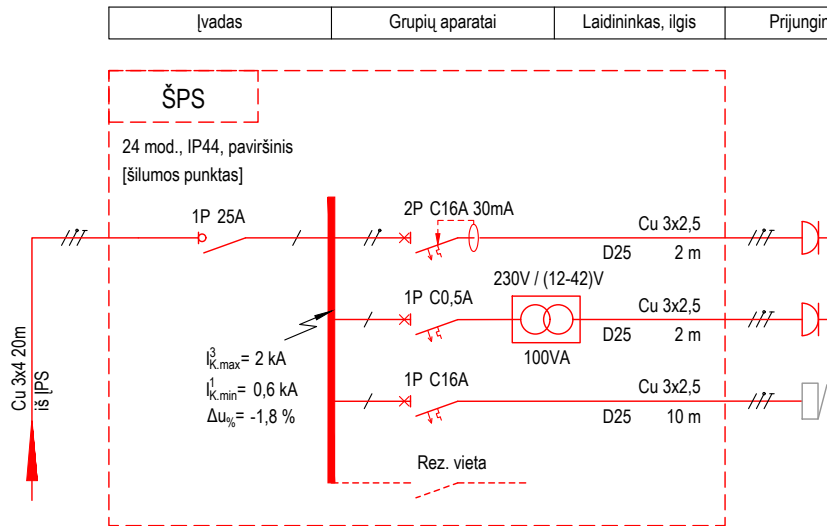 Įvadas
Grupių aparatai
Laidininkas, ilgis
Prijungin
ŠPS
24 mod., IP44, paviršinis
[šilumos punktas]
1P 25A
2P C16A 30mA
Cu 3x2,5
D25 2 m
230V / (12-42)V
1P C0,5A
Cu 3x2,5
D25 2 m
100VA
I³K.max= 2 kA
I¹K.min= 0,6 kA
Δu%= -1,8 %
1P C16A
Cu 3x2,5
D25 10 m
Cu 3x4 20m
iš ĮPS
Rez. vieta